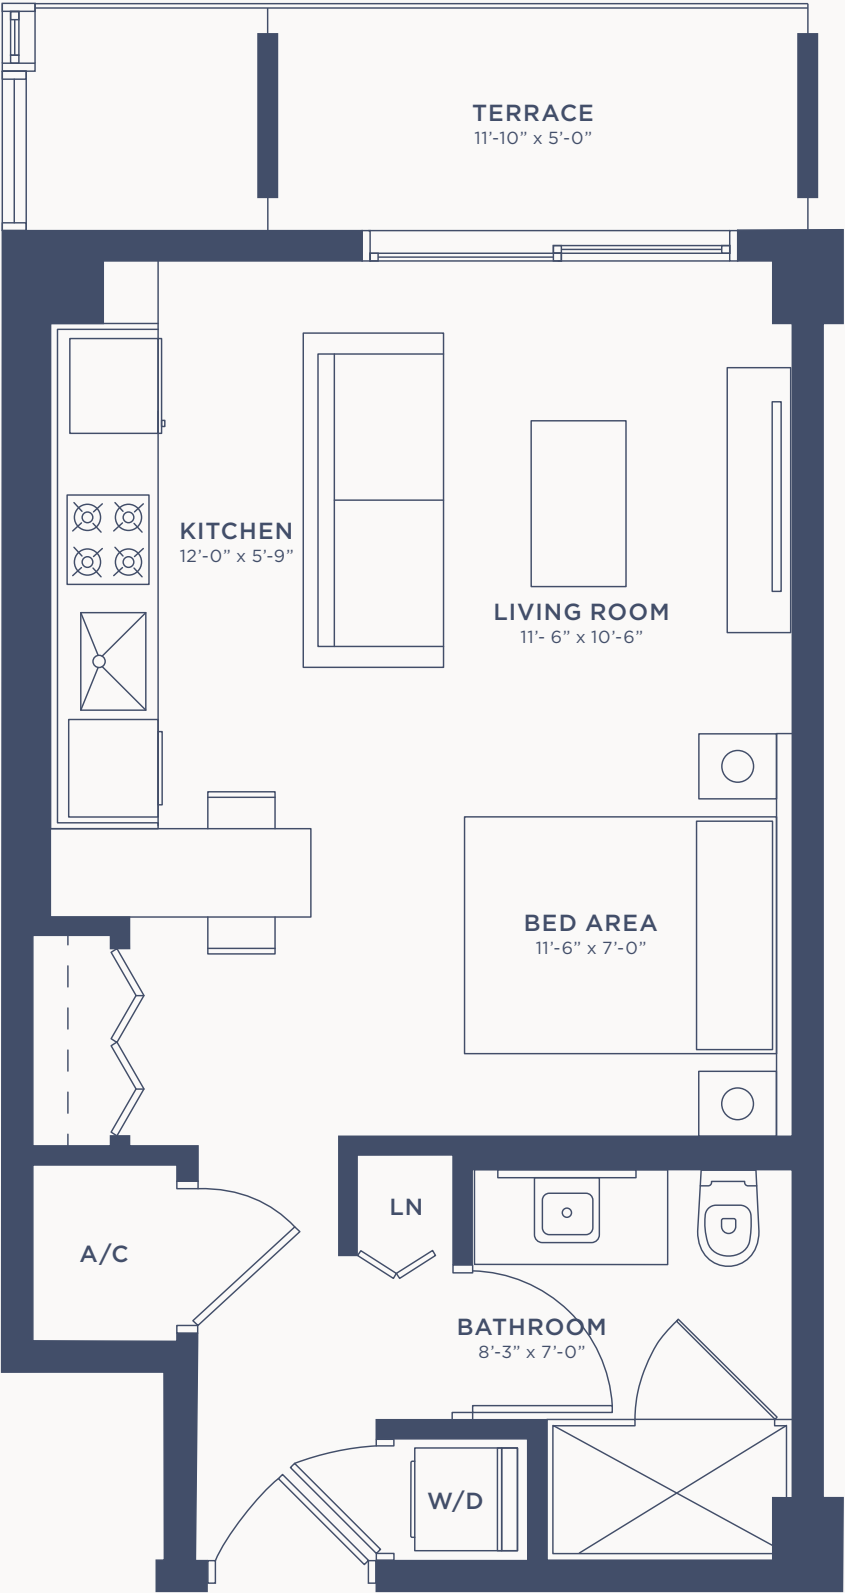 TERRACE
11’-10” x 5’-0”
KITCHEN
12’-0” x 5’-9”
LIVING ROOM
11’- 6” x 10’-6”
BED AREA
11’-6” x 7’-0”
LN
A/C
BATHROOM
8’-3” x 7’-0”
W/D